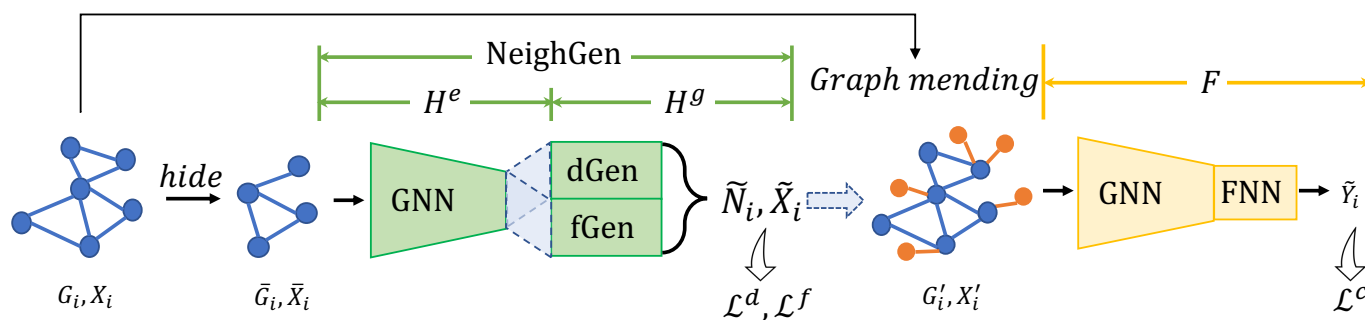 NeighGen
H^e
H^g
Graph mending
F
hide
GNN
dGen
fGen
Ñ_i, X̃_i
GNN
FNN
Ỹ_i
G_i, X_i
Ḡ_i, X̄_i
ℒ^d, ℒ^f
G'_i, X'_i
ℒ^c